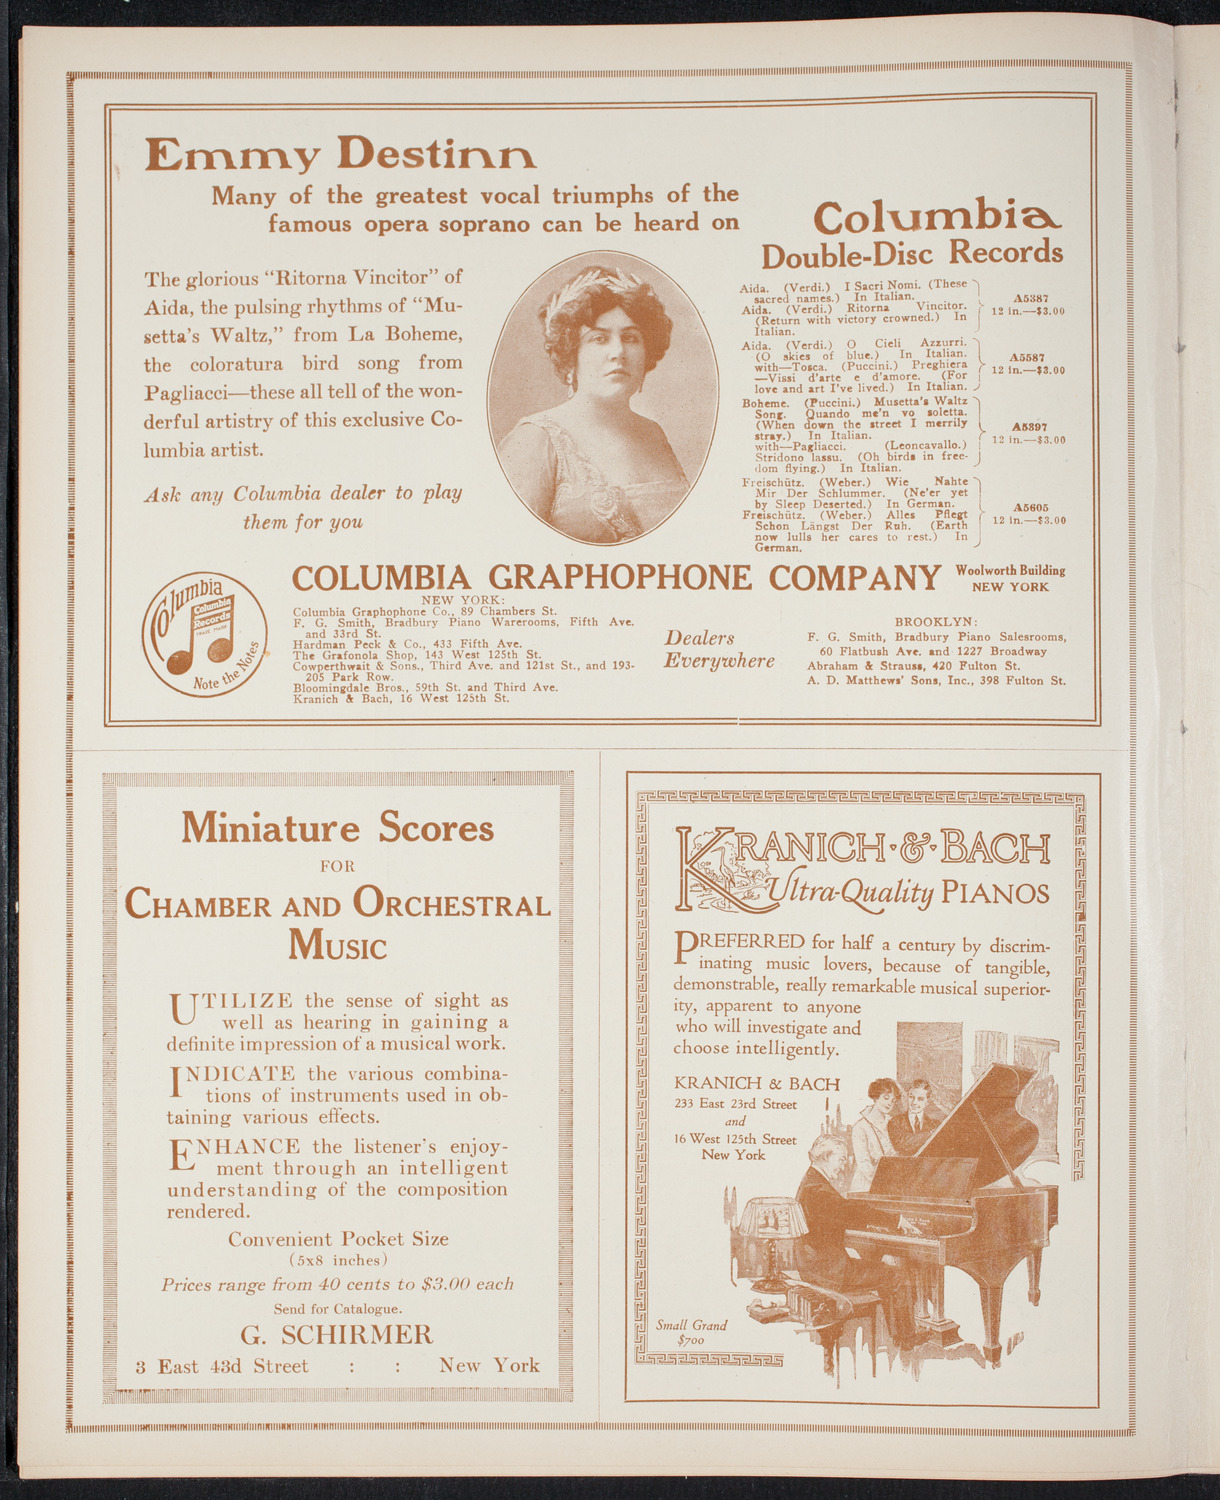 Emmy Destinn
Many of the greatest vocal triumphs of the
famous opera soprano can be heard on
Columbia
Double-Disc Records
The glorious "Ritorna Vincitor" of
Aida, the pulsing rhythms of "Mu-
setta's Waltz," from La Boheme,
the coloratura bird song from
Pagliacci—these all tell of the won-
derful artistry of this exclusive Co-
lumbia artist.
Ask any Columbia dealer to play
them for you
Aida. (Verdi.) I Sacri Nomi. (These
sacred names.) In Italian.
Aida. (Verdi.) Ritorna Vincitor.
(Return with victory crowned.) In
Italian.
A5387
12 in.—$3.00
Aida. (Verdi.) O Cieli Azzurri.
(O skies of blue.) In Italian.
with—Tosca. (Puccini.) Preghiera
—Vissi d'arte e d'amore. (For
love and art I've lived.) In Italian.
A5587
12 in.—$3.00
Boheme. (Puccini.) Musetta's Waltz
Song. Quando me'n vo soletta.
(When down the street I merrily
stray.) In Italian.
with—Pagliacci. (Leoncavallo.)
Stridono lassu. (Oh birds in free-
dom flying.) In Italian.
A5397
12 in.—$3.00
Freischütz. (Weber.) Wie Nahte
Mir Der Schlummer. (Ne'er yet
by Sleep Deserted.) In German.
Freischütz. (Weber.) Alles Pflegt
Schon Längst Der Ruh. (Earth
now lulls her cares to rest.) In
German.
A5605
12 in.—$3.00
Columbia
Columbia
Records
TRADE MARK
Note the Notes
COLUMBIA GRAPHOPHONE COMPANY
Woolworth Building
NEW YORK
NEW YORK:
Columbia Graphophone Co., 89 Chambers St.
F. G. Smith, Bradbury Piano Warerooms, Fifth Ave.
and 33rd St.
Hardman Peck & Co., 433 Fifth Ave.
The Grafonola Shop, 143 West 125th St.
Cowperthwait & Sons., Third Ave. and 121st St., and 193-
205 Park Row.
Bloomingdale Bros., 59th St. and Third Ave.
Kranich & Bach, 16 West 125th St.
Dealers
Everywhere
BROOKLYN:
F. G. Smith, Bradbury Piano Salesrooms,
60 Flatbush Ave. and 1227 Broadway
Abraham & Strauss, 420 Fulton St.
A. D. Matthews' Sons, Inc., 398 Fulton St.
Miniature Scores
FOR
CHAMBER AND ORCHESTRAL
MUSIC
UTILIZE the sense of sight as
well as hearing in gaining a
definite impression of a musical work.
INDICATE the various combina-
tions of instruments used in ob-
taining various effects.
ENHANCE the listener's enjoy-
ment through an intelligent
understanding of the composition
rendered.
Convenient Pocket Size
(5x8 inches)
Prices range from 40 cents to $3.00 each
Send for Catalogue.
G. SCHIRMER
3 East 43d Street : : New York
KRANICH·&·BACH
Ultra-Quality PIANOS
PREFERRED for half a century by discrim-
inating music lovers, because of tangible,
demonstrable, really remarkable musical superior-
ity, apparent to anyone
who will investigate and
choose intelligently.
KRANICH & BACH
233 East 23rd Street
and
16 West 125th Street
New York
Small Grand
$700